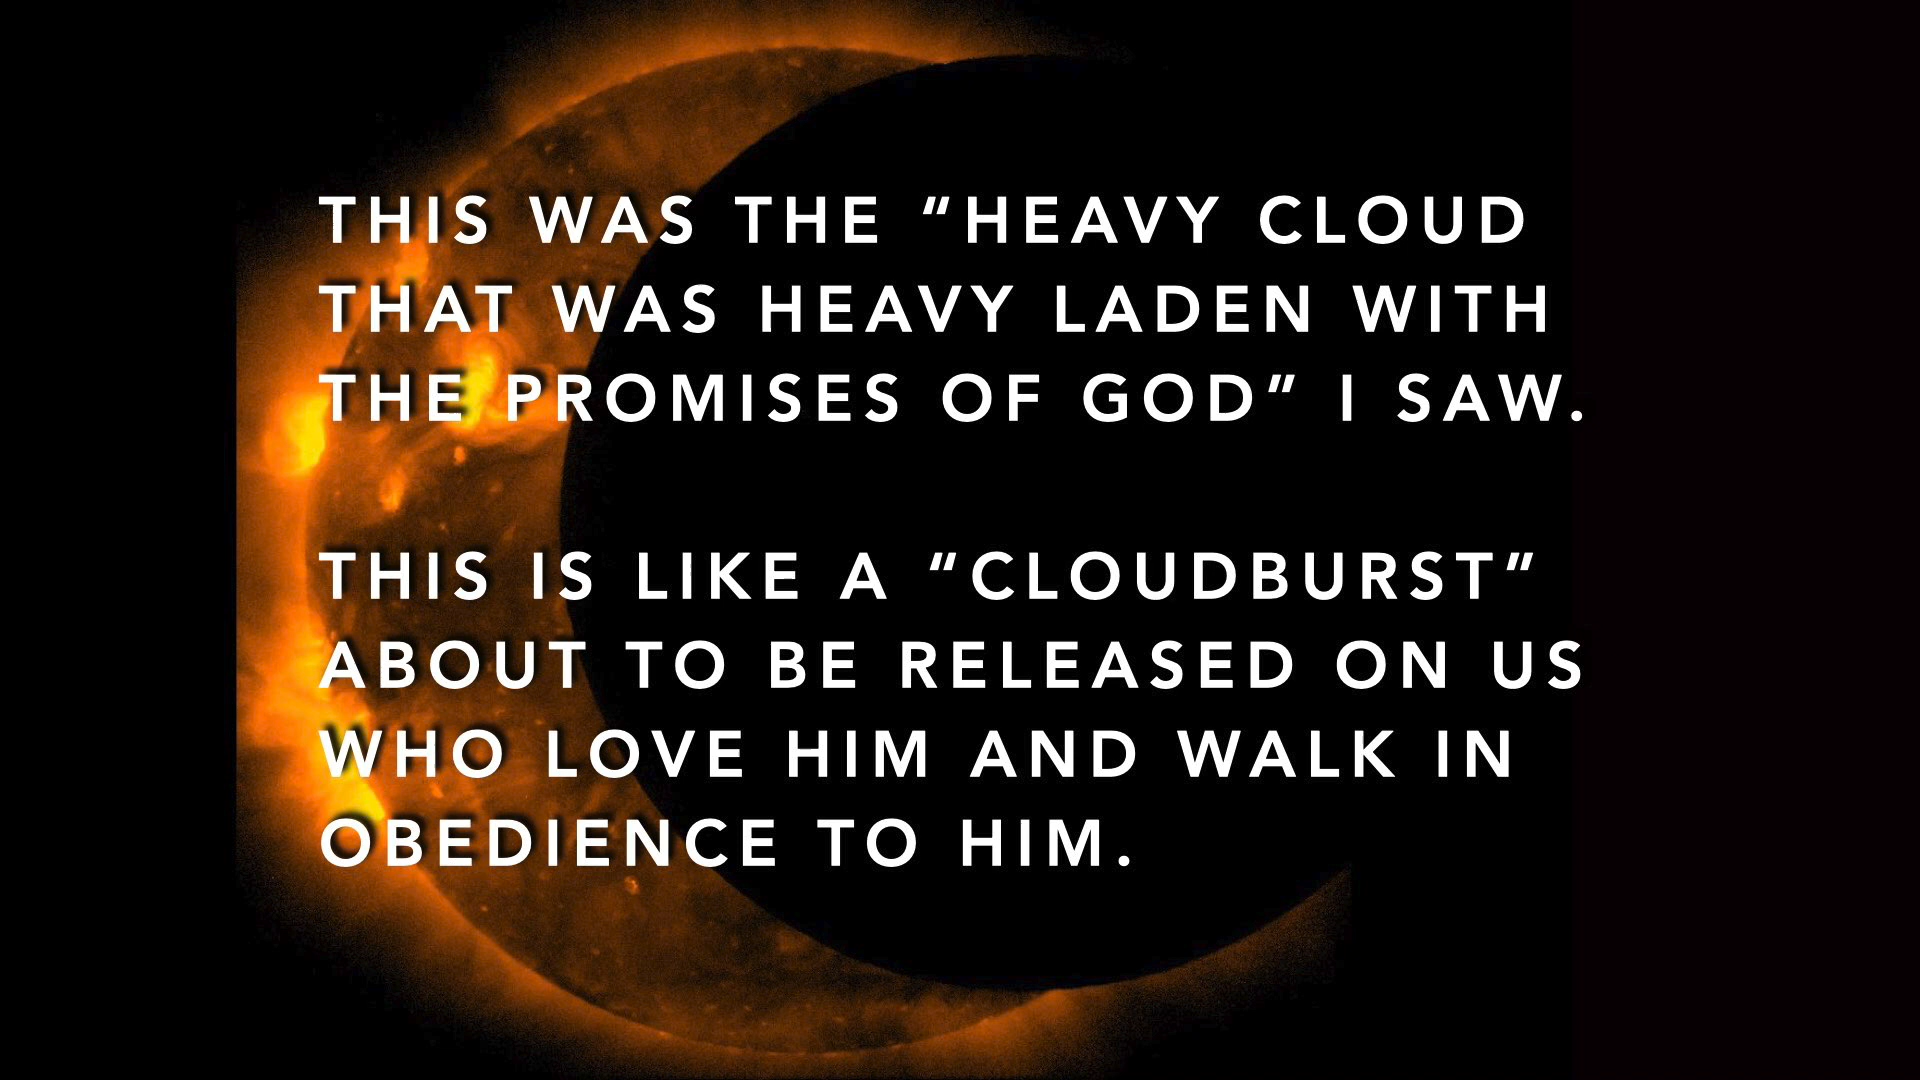 THIS WAS THE “HEAVY CLOUD
THAT WAS HEAVY LADEN WITH
THE PROMISES OF GOD” I SAW.
THIS IS LIKE A “CLOUDBURST”
ABOUT TO BE RELEASED ON US
WHO LOVE HIM AND WALK IN
OBEDIENCE TO HIM.